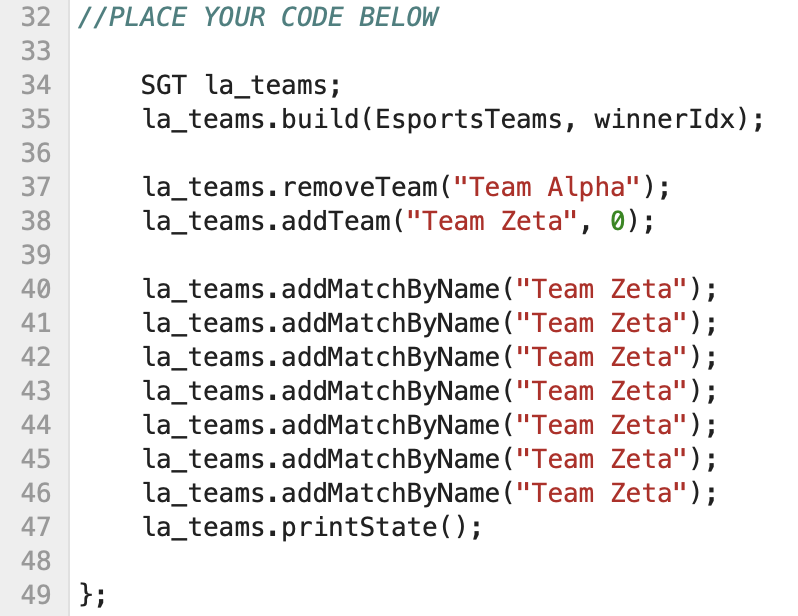 32 //PLACE YOUR CODE BELOW
33
34 SGT la_teams;
35 la_teams.build(EsportsTeams, winnerIdx);
36
37 la_teams.removeTeam("Team Alpha");
38 la_teams.addTeam("Team Zeta", 0);
39
40 la_teams.addMatchByName("Team Zeta");
41 la_teams.addMatchByName("Team Zeta");
42 la_teams.addMatchByName("Team Zeta");
43 la_teams.addMatchByName("Team Zeta");
44 la_teams.addMatchByName("Team Zeta");
45 la_teams.addMatchByName("Team Zeta");
46 la_teams.addMatchByName("Team Zeta");
47 la_teams.printState();
48
49 };